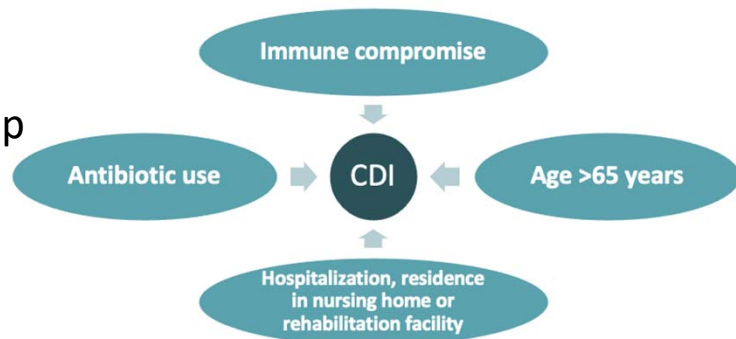 Immune compromise
p
Antibiotic use
CDI
Age >65 years
Hospitalization, residence
in nursing home or
rehabilitation facility